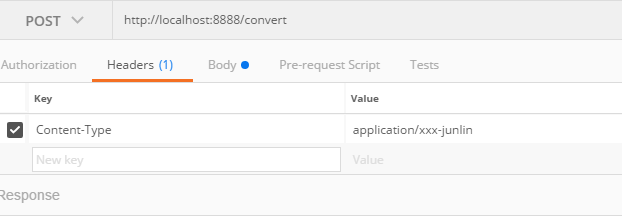 POST http://localhost:8888/convert
Authorization Headers (1) Body Pre-request Script Tests
Key Value
Content-Type application/xxx-junlin
New key Value
Response